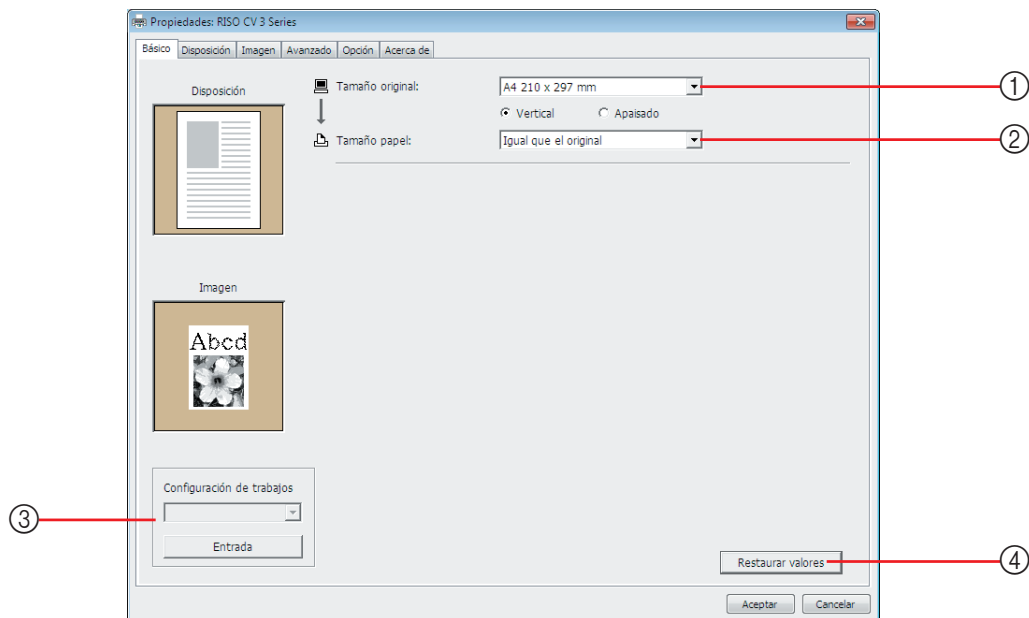 Propiedades: RISO CV 3 Series
Básico Disposición Imagen Avanzado Opción Acerca de
Disposición
Tamaño original:
A4 210 x 297 mm
①
Vertical Apaisado
Tamaño papel:
Igual que el original
②
Imagen
Abcd
Configuración de trabajos
③
Entrada
Restaurar valores
④
Aceptar Cancelar